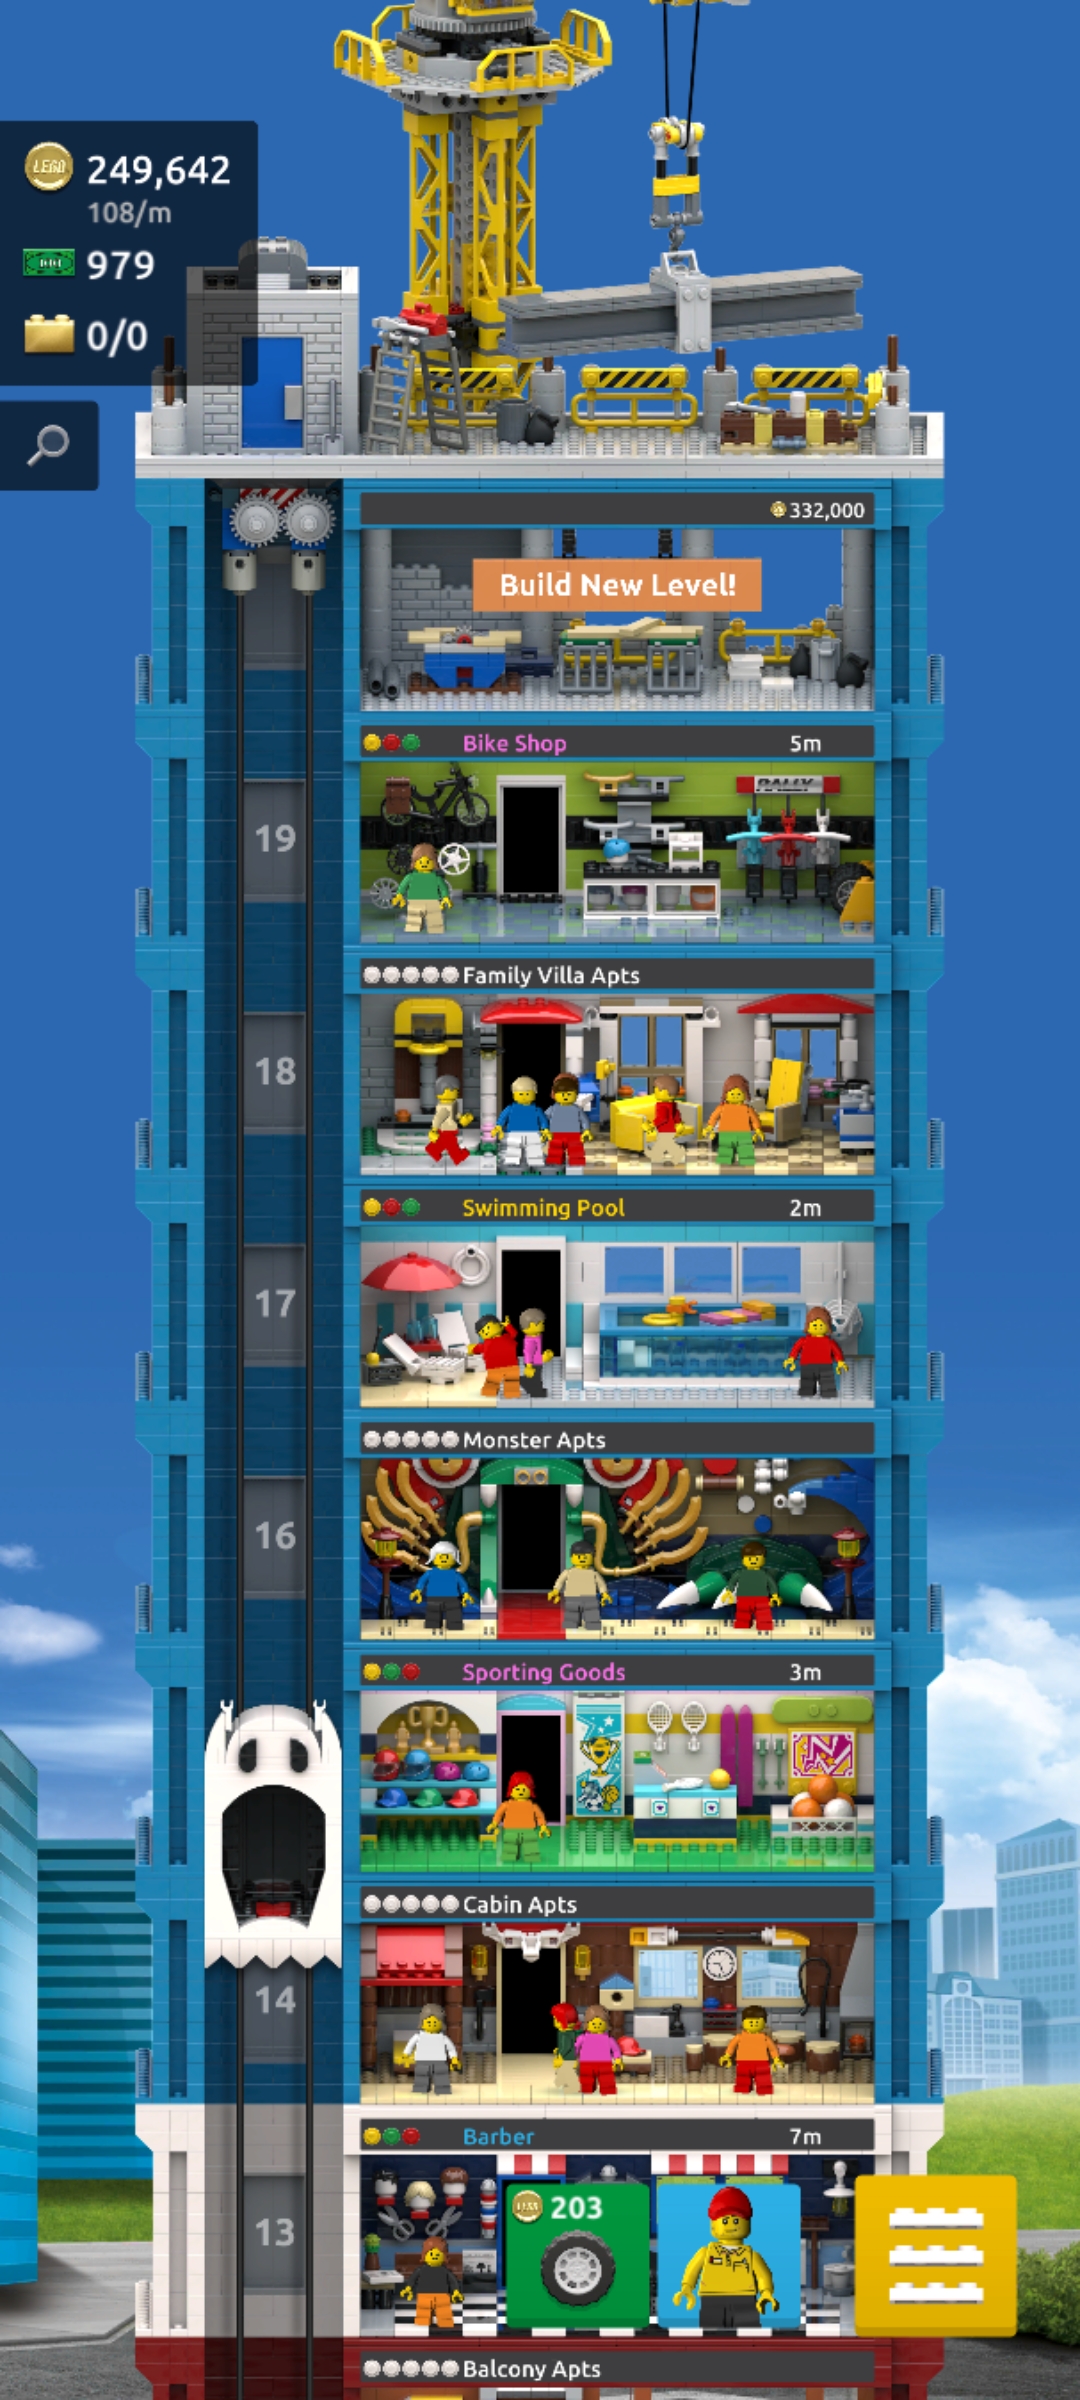 LEGO
249,642
108/m
979
0/0
332,000
Build New Level!
Bike Shop
5m
RALLY
19
Family Villa Apts
18
Swimming Pool
2m
17
Monster Apts
16
Sporting Goods
3m
N
Cabin Apts
14
Barber
7m
203
13
Balcony Apts